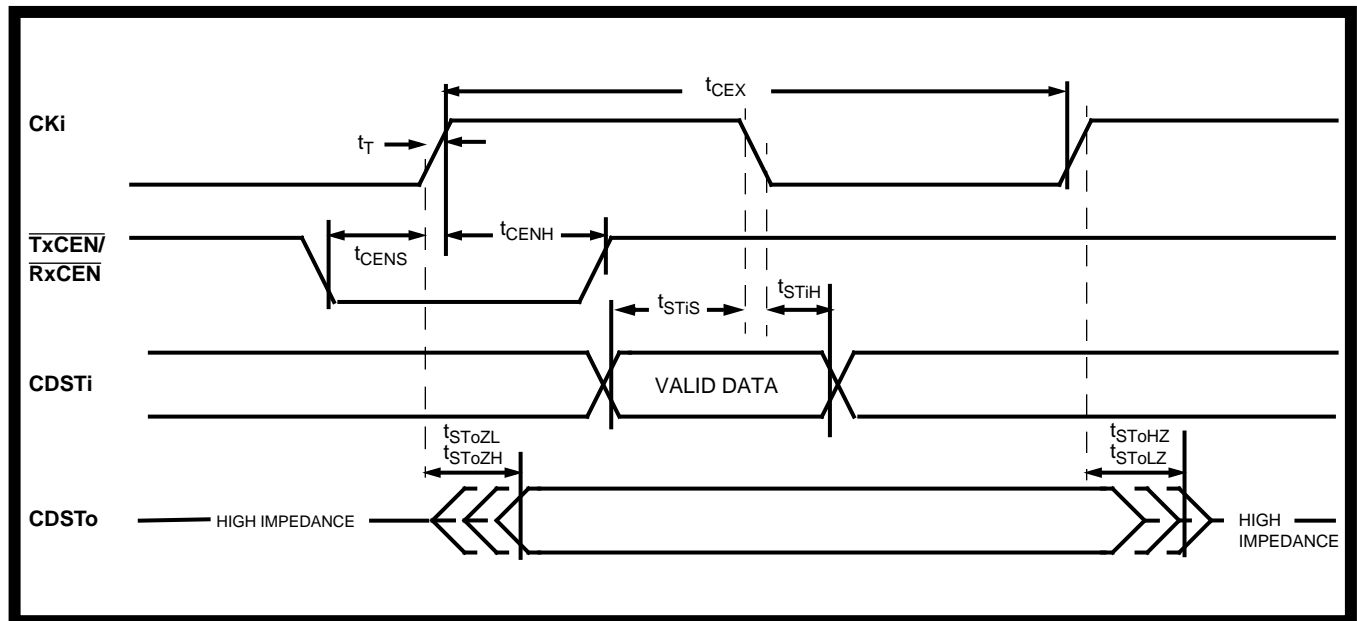 tCEX
CKi
tT
TxCEN/
RxCEN
tCENS
tCENH
tSTiS
tSTiH
CDSTi
VALID DATA
tSToZL
tSToZH
tSToHZ
tSToLZ
CDSTo
HIGH IMPEDANCE
HIGH
IMPEDANCE